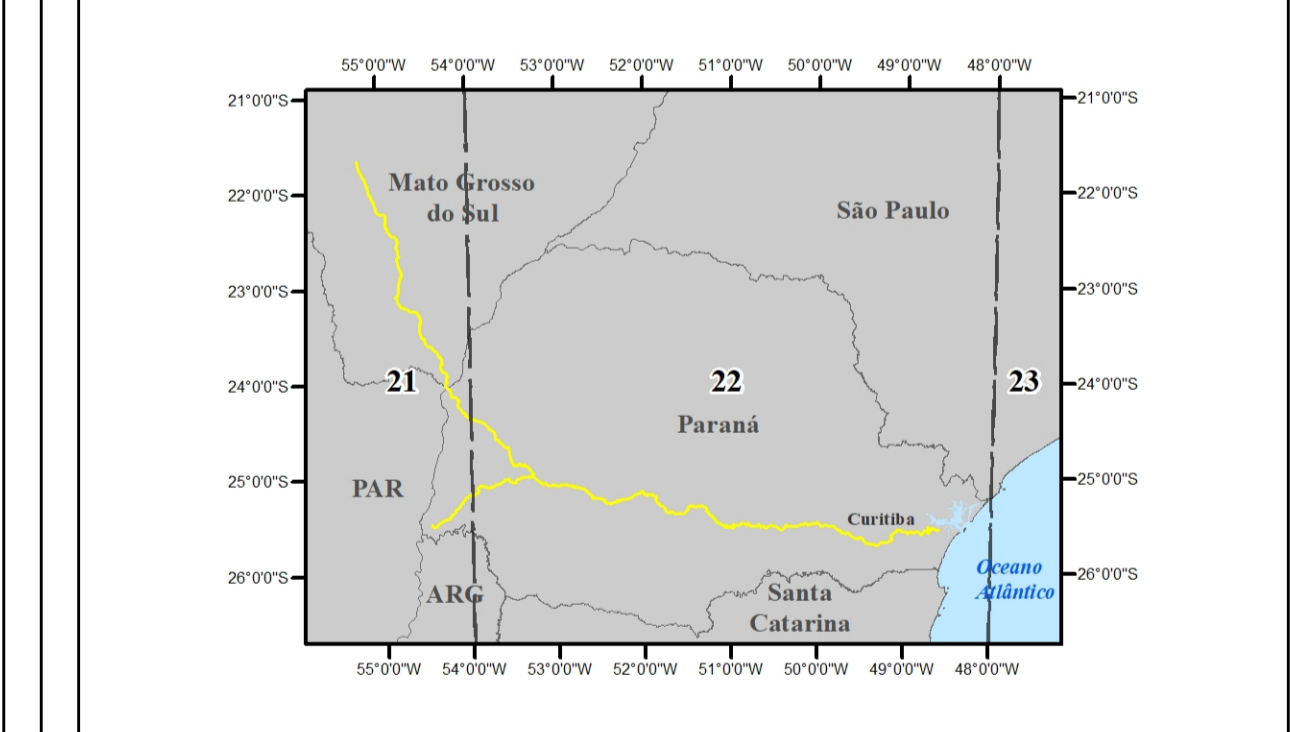 55°0'0"W 54°0'0"W 53°0'0"W 52°0'0"W 51°0'0"W 50°0'0"W 49°0'0"W 48°0'0"W
21°0'0"S 21°0'0"S
Mato Grosso
do Sul
22°0'0"S 22°0'0"S
São Paulo
23°0'0"S 23°0'0"S
21 22 23
24°0'0"S 24°0'0"S
Paraná
25°0'0"S 25°0'0"S
PAR
Curitiba
Oceano
Atlântico
26°0'0"S 26°0'0"S
ARG
Santa
Catarina
55°0'0"W 54°0'0"W 53°0'0"W 52°0'0"W 51°0'0"W 50°0'0"W 49°0'0"W 48°0'0"W